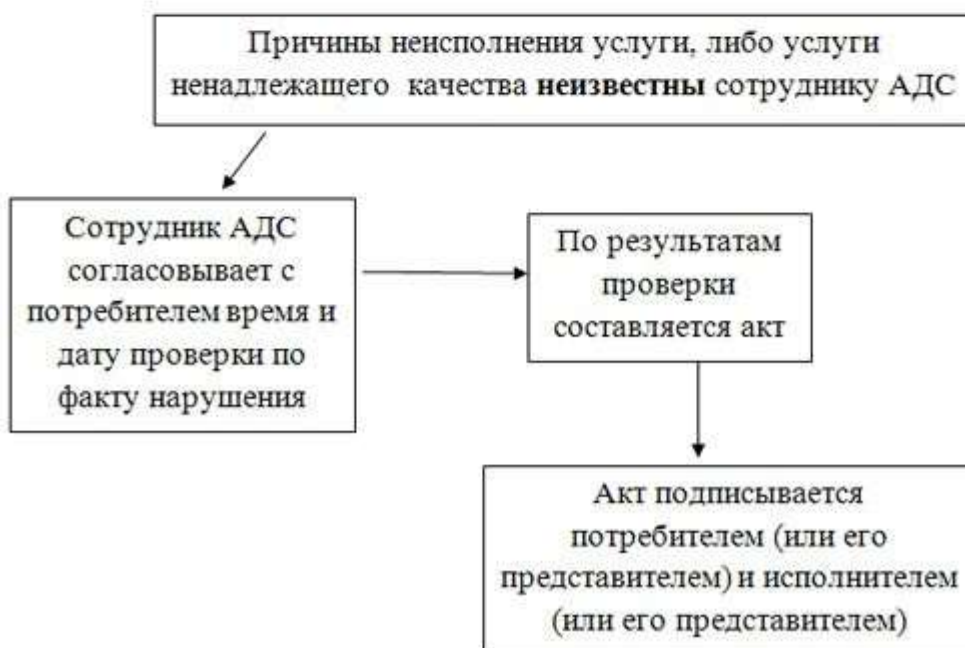 Причины неисполнения услуги, либо услуги
ненадлежащего качества неизвестны сотруднику АДС
Сотрудник АДС
согласовывает с
потребителем время и
дату проверки по
факту нарушения
По результатам
проверки
составляется акт
Акт подписывается
потребителем (или его
представителем) и исполнителем
(или его представителем)